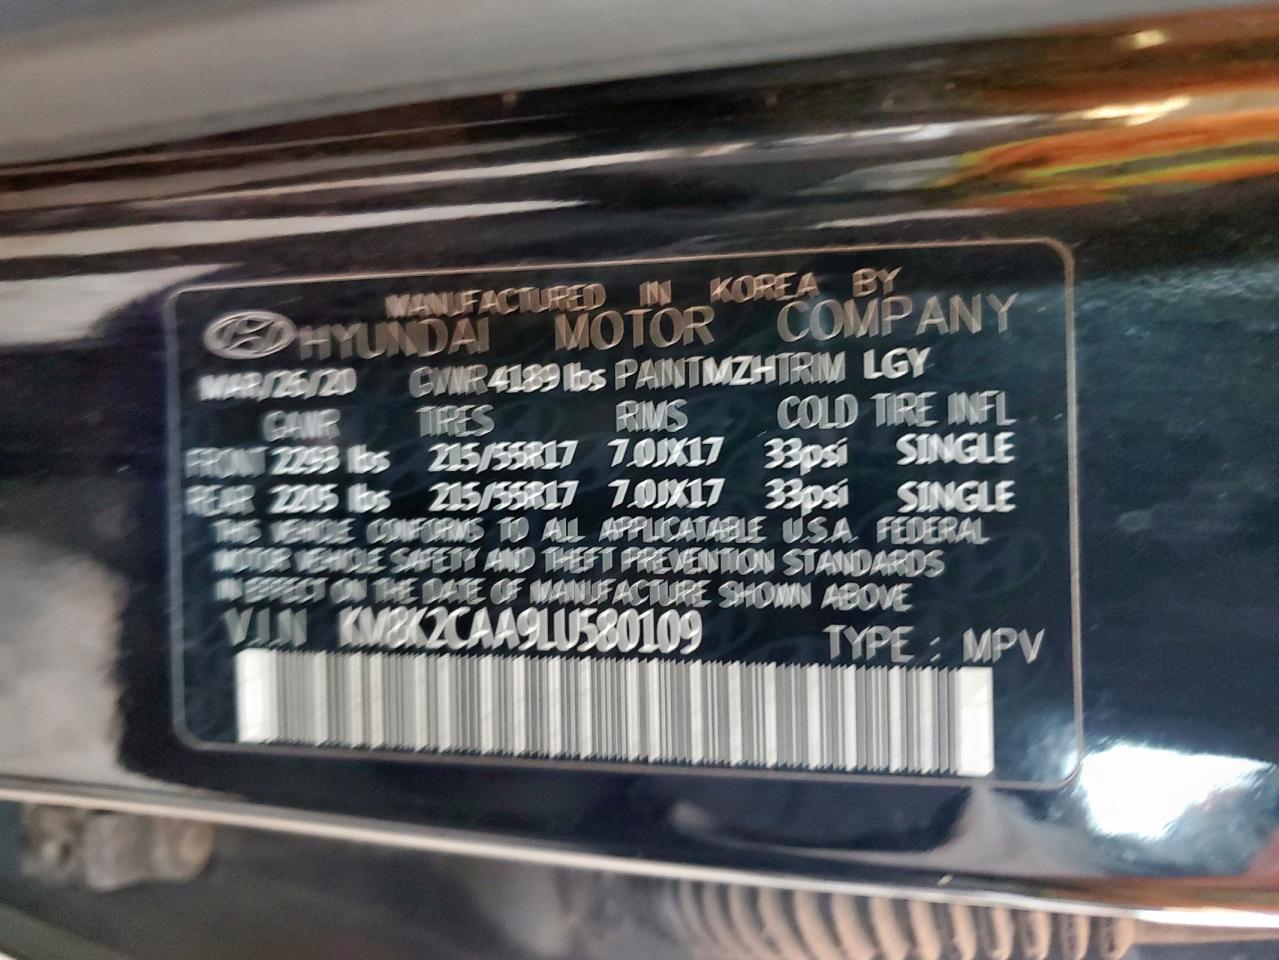 MANUFACTURED IN KOREA BY
HYUNDAI MOTOR COMPANY
MAR/26/20 GVWR 4189 lbs PAINT MZH TRIM LGY
GAWR TIRES RIMS COLD TIRE INFL
FRONT 2293 lbs 215/55R17 7.0JX17 33psi SINGLE
REAR 2205 lbs 215/55R17 7.0JX17 33psi SINGLE
THIS VEHICLE CONFORMS TO ALL APPLICATABLE U.S.A. FEDERAL
MOTOR VEHICLE SAFETY AND THEFT PREVENTION STANDARDS
IN EFFECT ON THE DATE OF MANUFACTURE SHOWN ABOVE
V.I.N KM8K2CAA9LU580109 TYPE : MPV